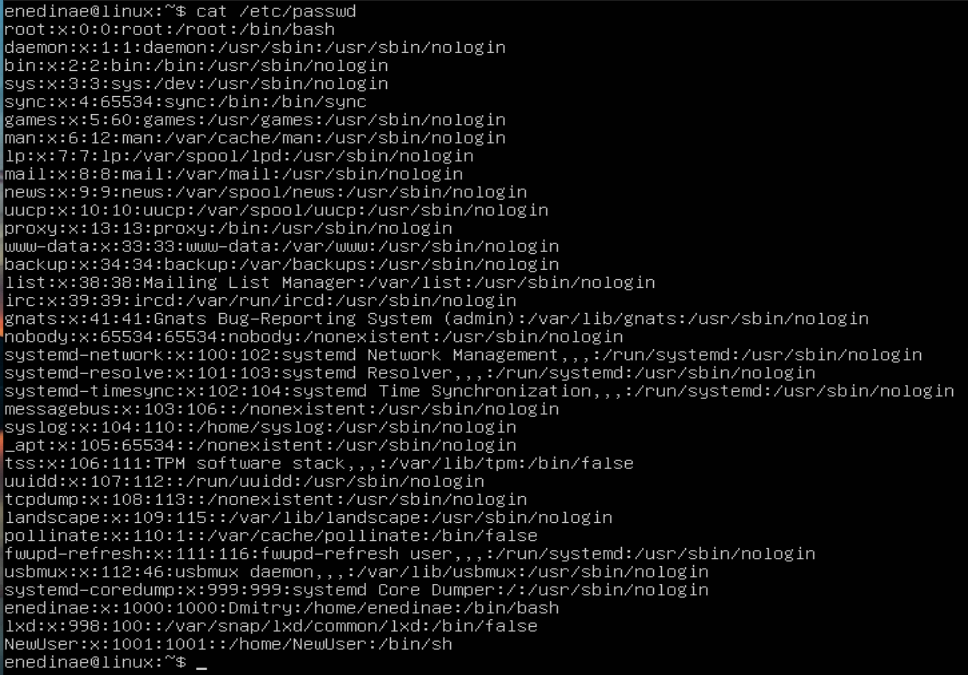 enedinae@linux:~$ cat /etc/passwd
root:x:0:0:root:/root:/bin/bash
daemon:x:1:1:daemon:/usr/sbin:/usr/sbin/nologin
bin:x:2:2:bin:/bin:/usr/sbin/nologin
sys:x:3:3:sys:/dev:/usr/sbin/nologin
sync:x:4:65534:sync:/bin:/bin/sync
games:x:5:60:games:/usr/games:/usr/sbin/nologin
man:x:6:12:man:/var/cache/man:/usr/sbin/nologin
lp:x:7:7:lp:/var/spool/lpd:/usr/sbin/nologin
mail:x:8:8:mail:/var/mail:/usr/sbin/nologin
news:x:9:9:news:/var/spool/news:/usr/sbin/nologin
uucp:x:10:10:uucp:/var/spool/uucp:/usr/sbin/nologin
proxy:x:13:13:proxy:/bin:/usr/sbin/nologin
www-data:x:33:33:www-data:/var/www:/usr/sbin/nologin
backup:x:34:34:backup:/var/backups:/usr/sbin/nologin
list:x:38:38:Mailing List Manager:/var/list:/usr/sbin/nologin
irc:x:39:39:ircd:/var/run/ircd:/usr/sbin/nologin
gnats:x:41:41:Gnats Bug-Reporting System (admin):/var/lib/gnats:/usr/sbin/nologin
nobody:x:65534:65534:nobody:/nonexistent:/usr/sbin/nologin
systemd-network:x:100:102:systemd Network Management,,,:/run/systemd:/usr/sbin/nologin
systemd-resolve:x:101:103:systemd Resolver,,,:/run/systemd:/usr/sbin/nologin
systemd-timesync:x:102:104:systemd Time Synchronization,,,:/run/systemd:/usr/sbin/nologin
messagebus:x:103:106::/nonexistent:/usr/sbin/nologin
syslog:x:104:110::/home/syslog:/usr/sbin/nologin
_apt:x:105:65534::/nonexistent:/usr/sbin/nologin
tss:x:106:111:TPM software stack,,,:/var/lib/tpm:/bin/false
uuidd:x:107:112::/run/uuidd:/usr/sbin/nologin
tcpdump:x:108:113::/nonexistent:/usr/sbin/nologin
landscape:x:109:115::/var/lib/landscape:/usr/sbin/nologin
pollinate:x:110:1::/var/cache/pollinate:/bin/false
fwupd-refresh:x:111:116:fwupd-refresh user,,,:/run/systemd:/usr/sbin/nologin
usbmux:x:112:46:usbmux daemon,,,:/var/lib/usbmux:/usr/sbin/nologin
systemd-coredump:x:999:999:systemd Core Dumper:/:/usr/sbin/nologin
enedinae:x:1000:1000:Dmitry:/home/enedinae:/bin/bash
lxd:x:998:100::/var/snap/lxd/common/lxd:/bin/false
NewUser:x:1001:1001::/home/NewUser:/bin/sh
enedinae@linux:~$ _